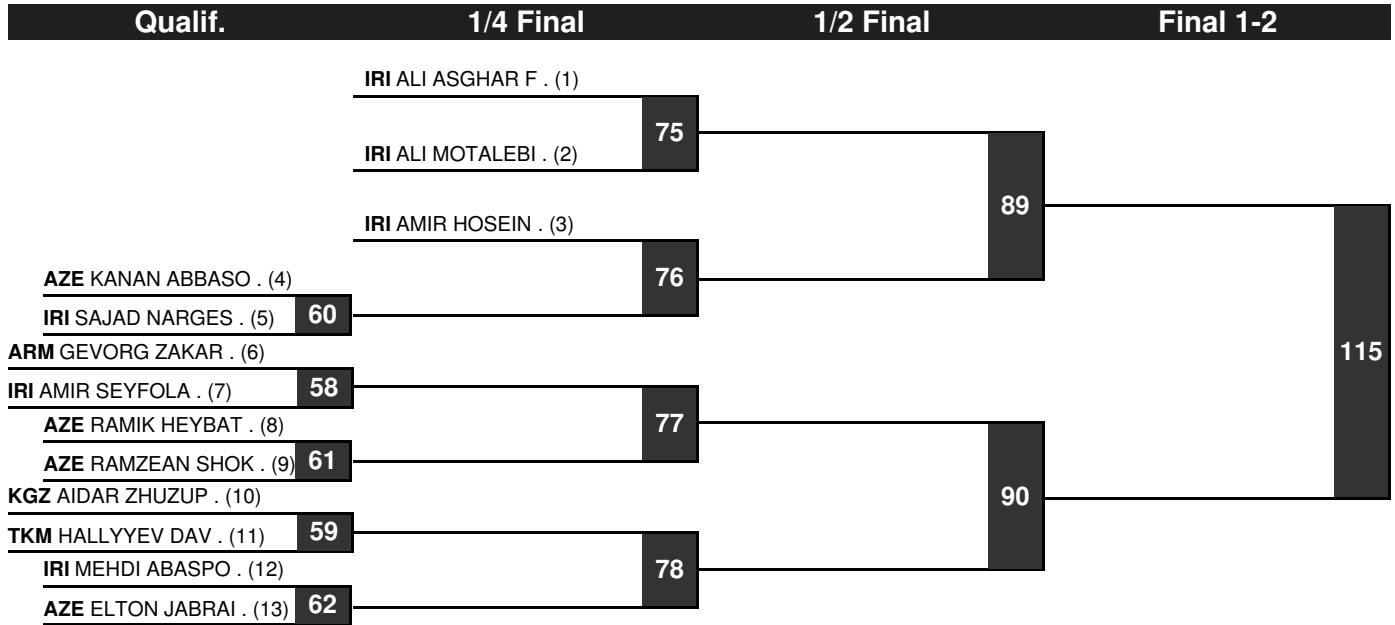 Qualif. 1/4 Final 1/2 Final Final 1-2
IRI ALI ASGHAR F . (1)
75
IRI ALI MOTALEBI . (2)
89
IRI AMIR HOSEIN . (3)
76
AZE KANAN ABBASO . (4)
60
IRI SAJAD NARGES . (5)
115
ARM GEVORG ZAKAR . (6)
58
IRI AMIR SEYFOLA . (7)
77
AZE RAMIK HEYBAT . (8)
61
AZE RAMZEAN SHOK . (9)
90
KGZ AIDAR ZHUZUP . (10)
59
TKM HALLYYEV DAV . (11)
78
IRI MEHDI ABASPO . (12)
62
AZE ELTON JABRAI . (13)